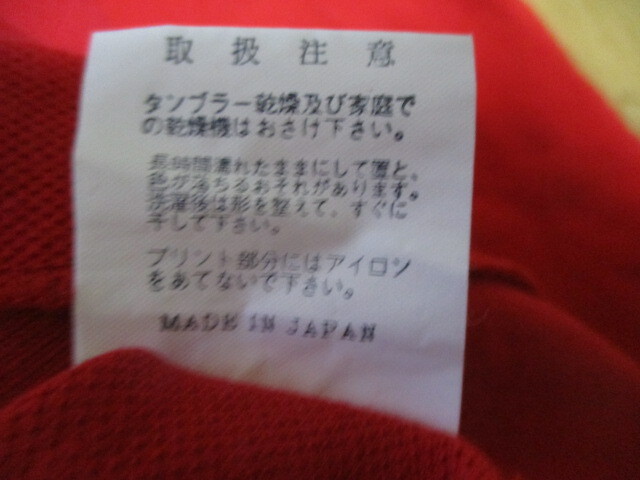 取扱注意
タンブラー乾燥及び家庭で
の乾燥機はおさけ下さい。
長時間濡れたままにして置と、
色が落ちるおそれがあります。
洗濯後は形を整えて、すぐに
干して下さい。
プリント部分にはアイロン
をあてないで下さい。
MADE IN JAPAN